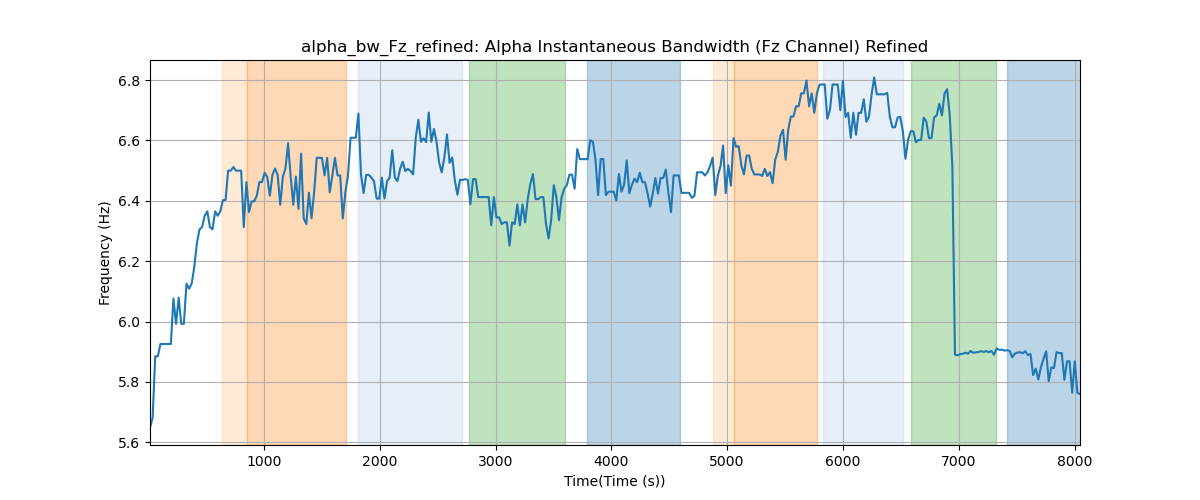 alpha_bw_Fz_refined: Alpha Instantaneous Bandwidth (Fz Channel) Refined
Frequency (Hz)
6.8
6.6
6.4
6.2
6.0
5.8
5.6
1000 2000 3000 4000 5000 6000 7000 8000
Time(Time (s))